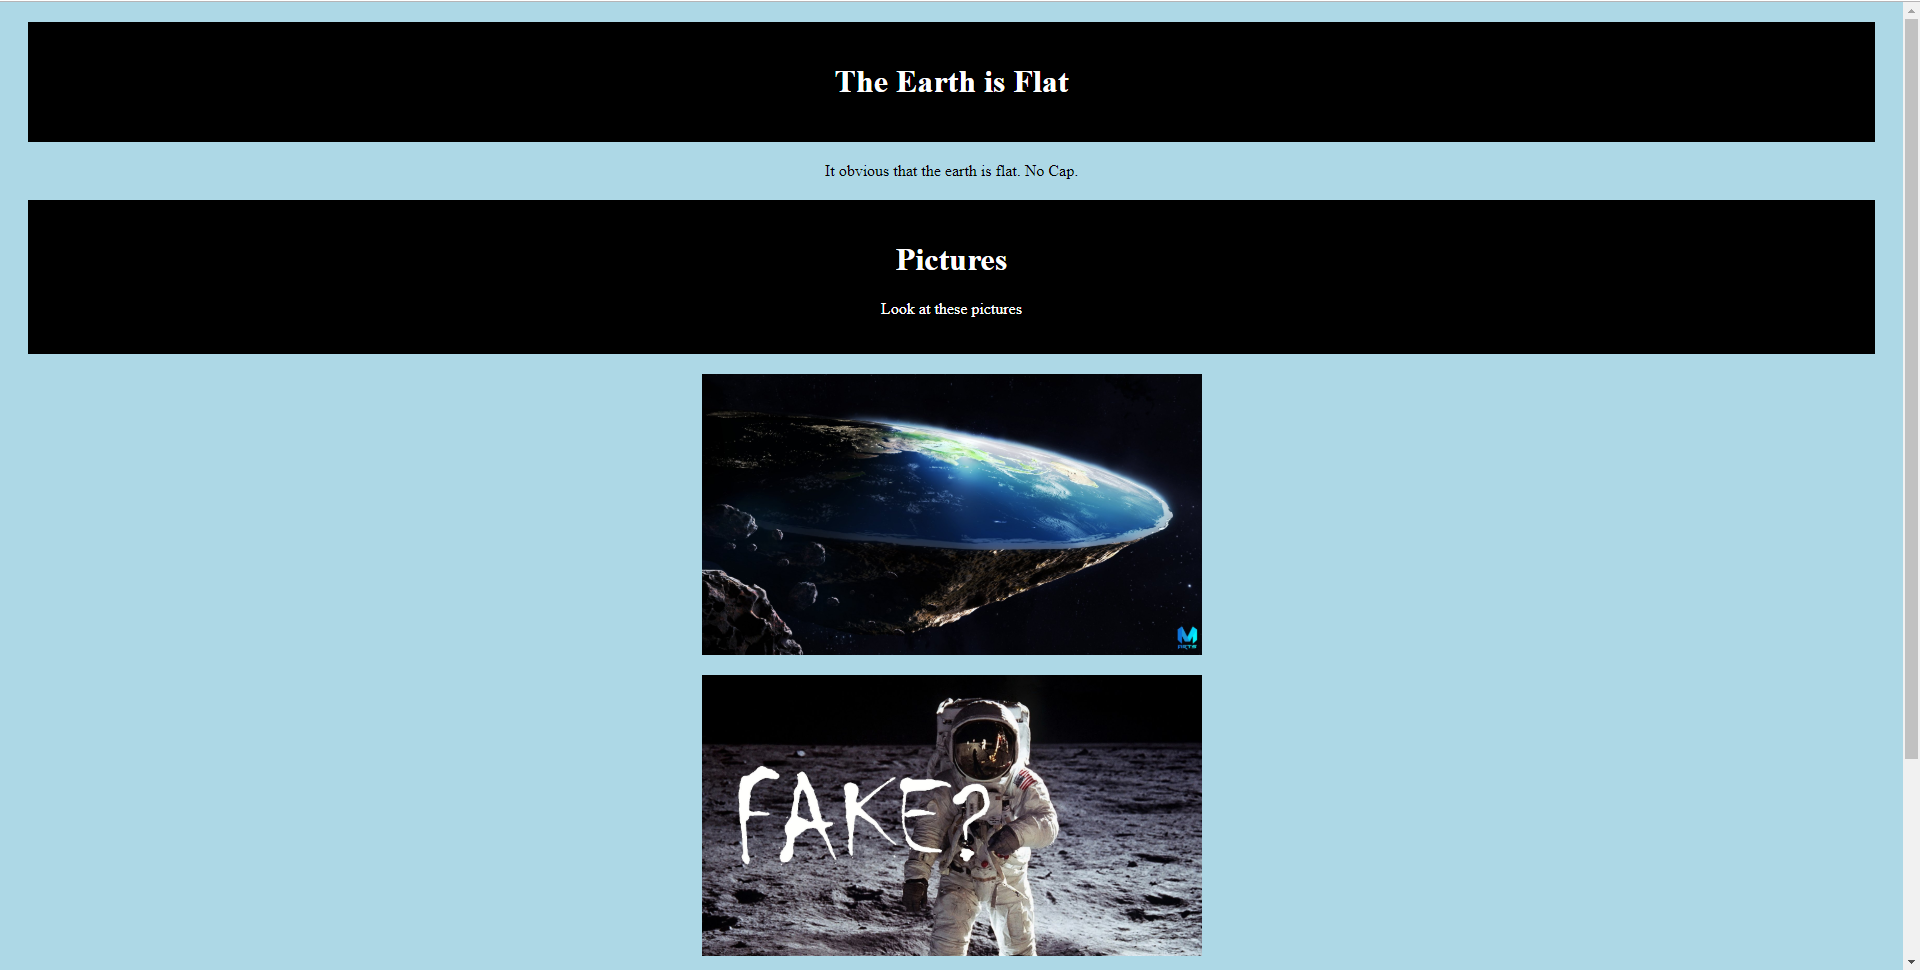 The Earth is Flat
It obvious that the earth is flat. No Cap.
Pictures
Look at these pictures
M
FAKE?